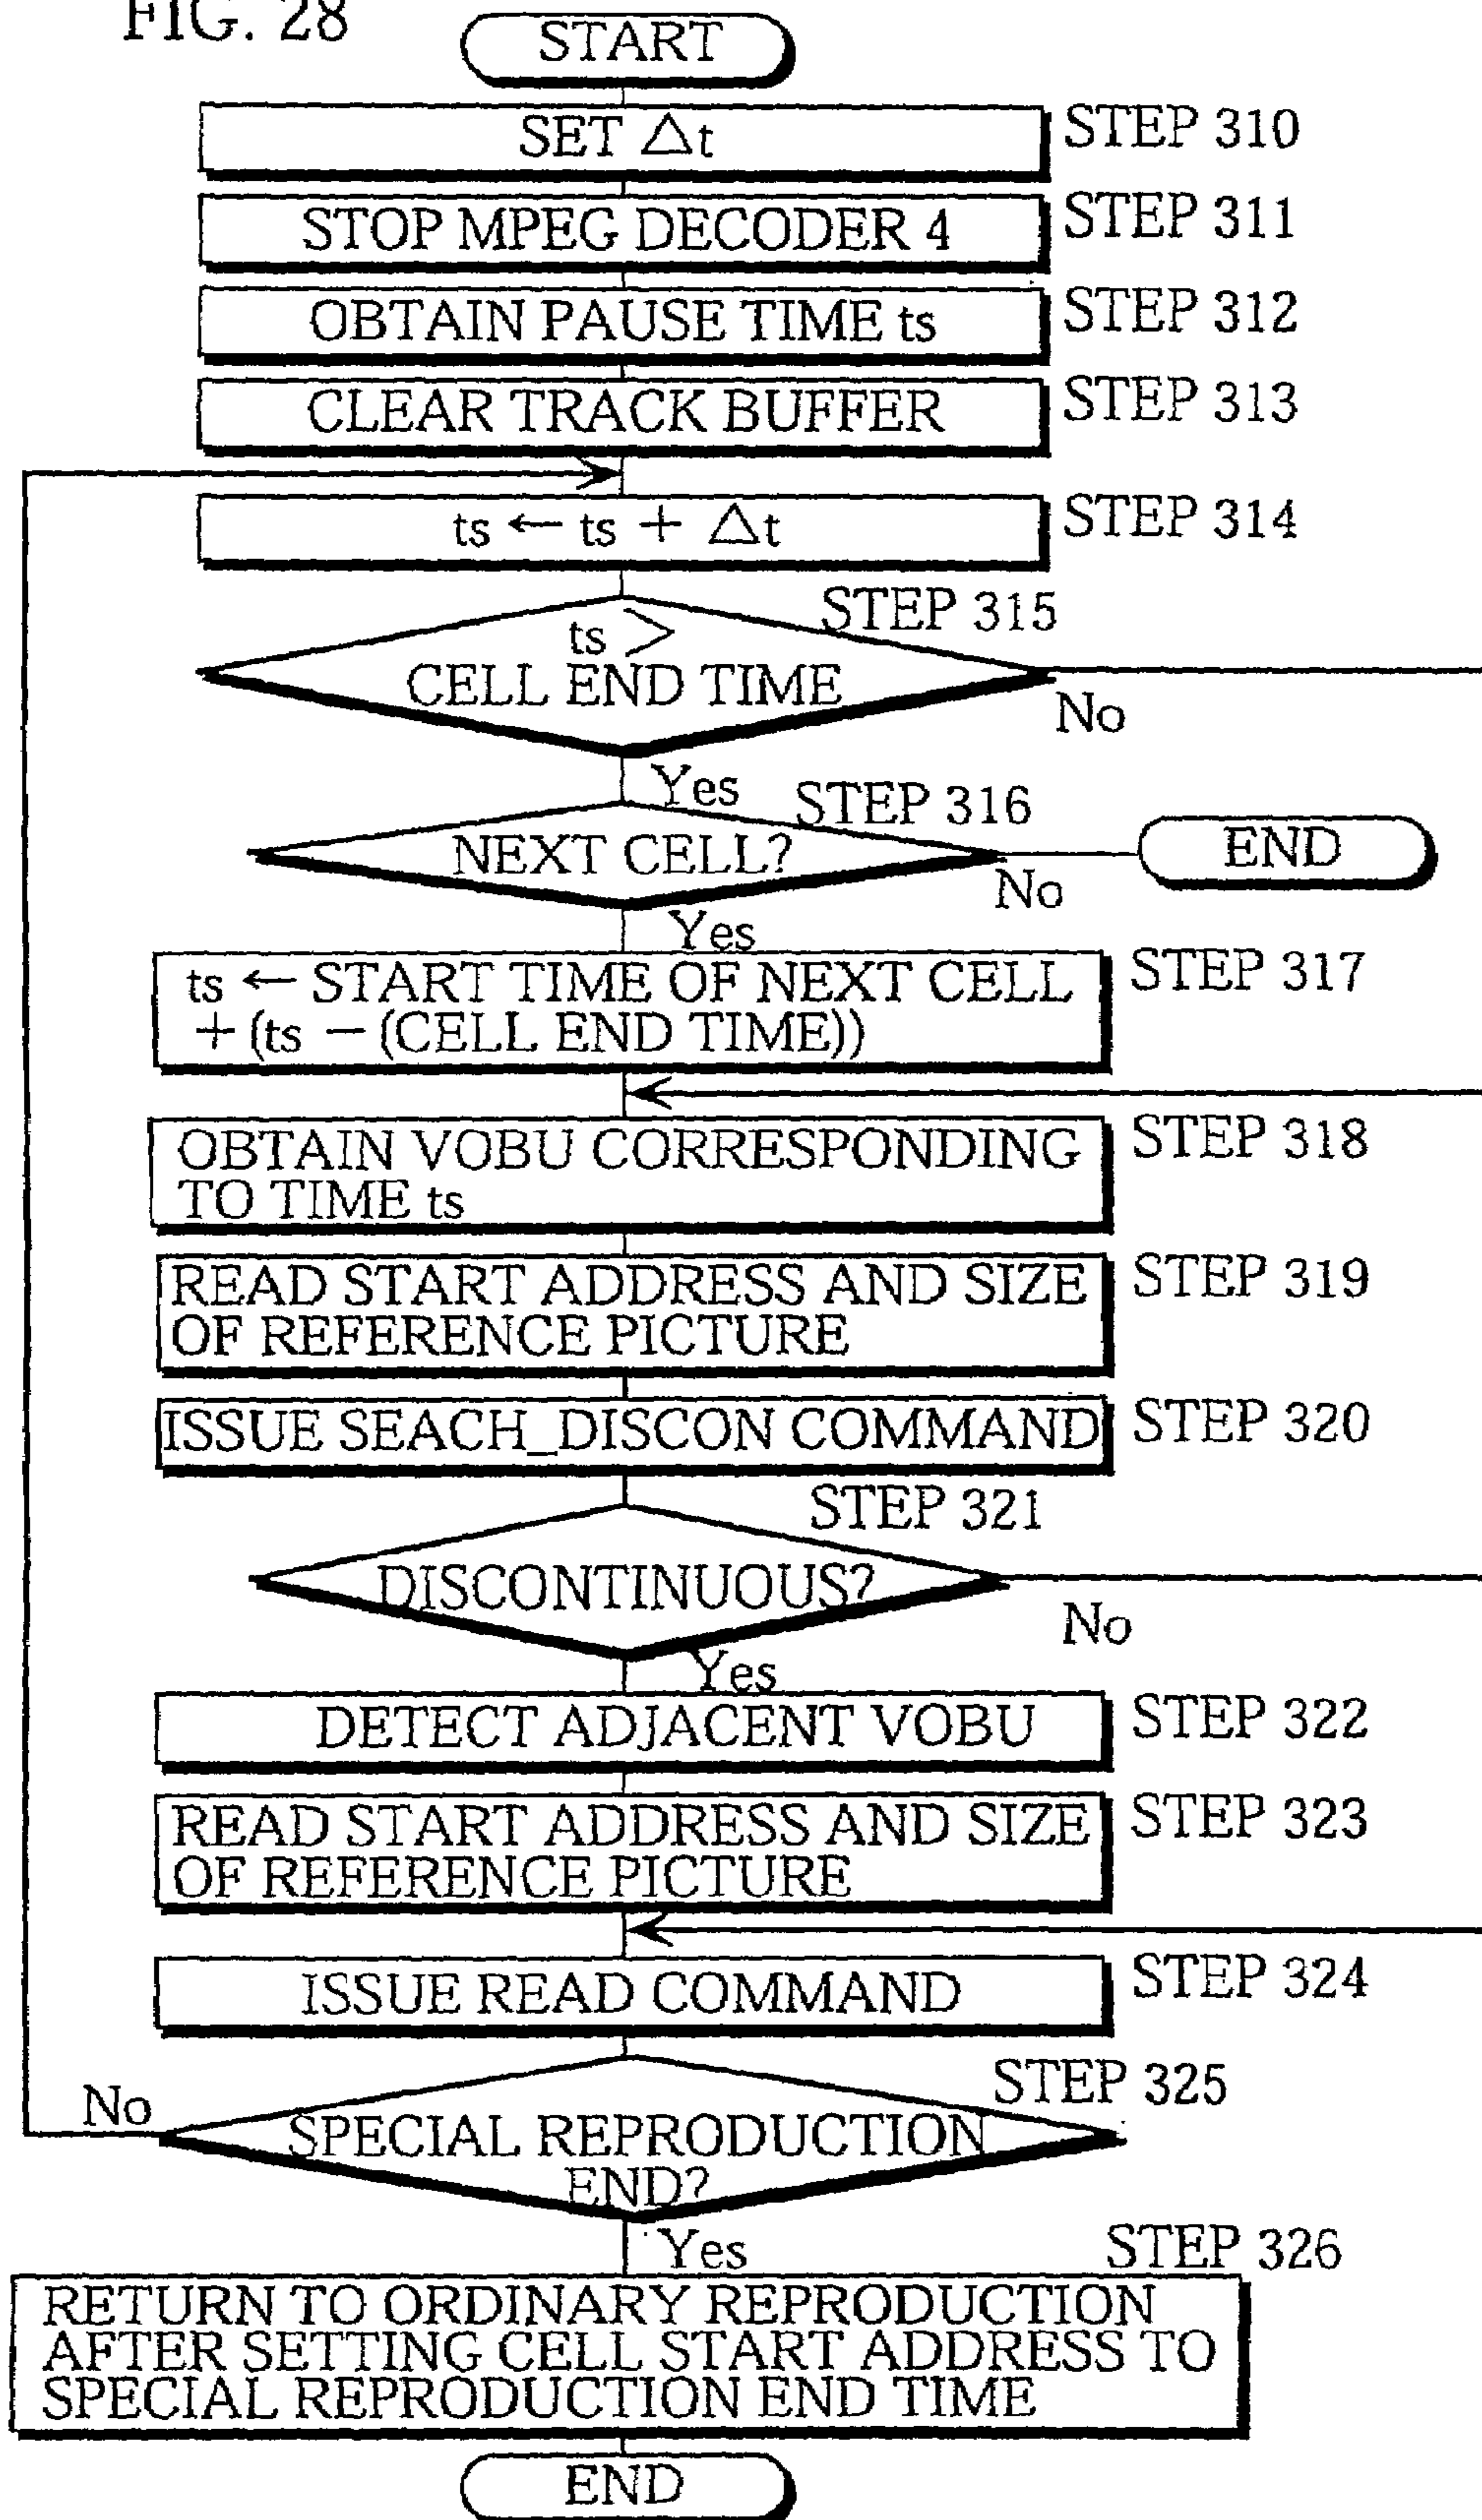 FIG. 28
START
SET △t
STEP 310
STOP MPEG DECODER 4
STEP 311
OBTAIN PAUSE TIME ts
STEP 312
CLEAR TRACK BUFFER
STEP 313
ts ← ts + △t
STEP 314
STEP 315
ts >
CELL END TIME
No
Yes
STEP 316
NEXT CELL?
No
END
Yes
ts ← START TIME OF NEXT CELL
+ (ts − (CELL END TIME))
STEP 317
OBTAIN VOBU CORRESPONDING
TO TIME ts
STEP 318
READ START ADDRESS AND SIZE
OF REFERENCE PICTURE
STEP 319
ISSUE SEACH_DISCON COMMAND
STEP 320
STEP 321
DISCONTINUOUS?
No
Yes
DETECT ADJACENT VOBU
STEP 322
READ START ADDRESS AND SIZE
OF REFERENCE PICTURE
STEP 323
ISSUE READ COMMAND
STEP 324
STEP 325
No
SPECIAL REPRODUCTION
END?
Yes
STEP 326
RETURN TO ORDINARY REPRODUCTION
AFTER SETTING CELL START ADDRESS TO
SPECIAL REPRODUCTION END TIME
END